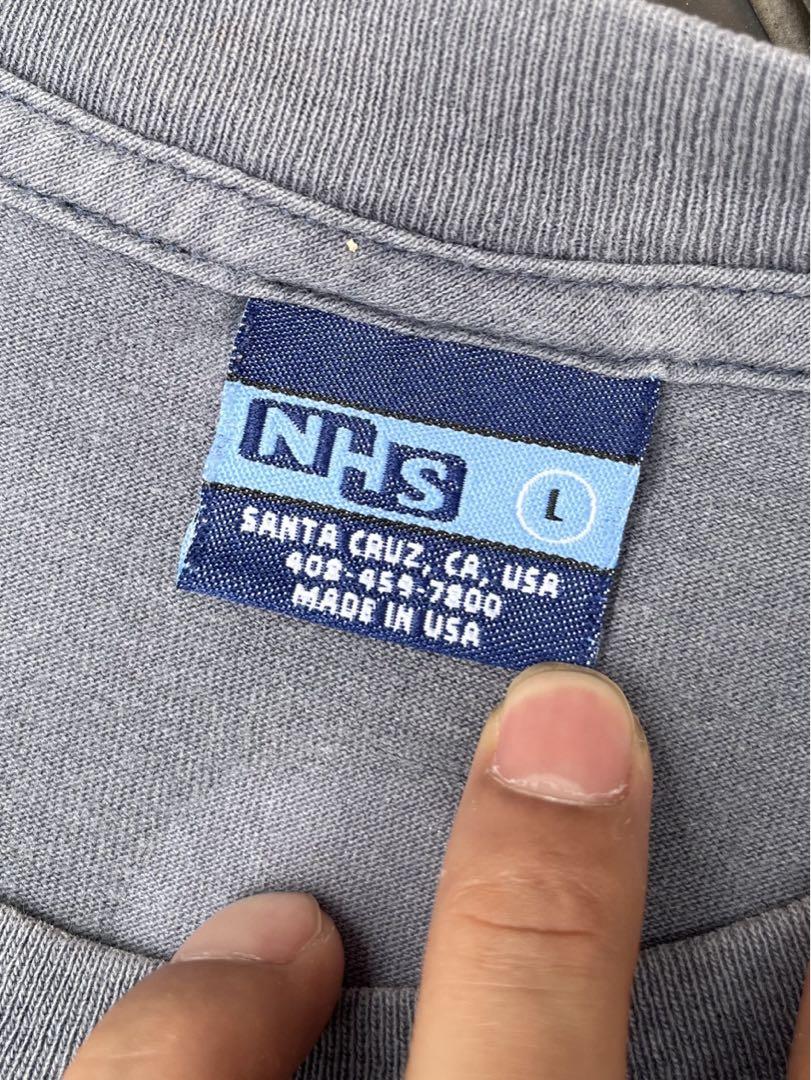 NHS
L
SANTA CRUZ, CA, USA
408-459-7800
MADE IN USA